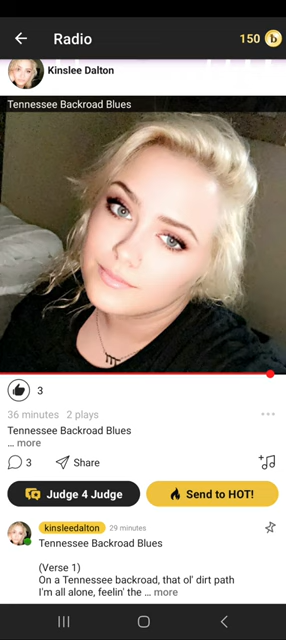 Radio
150
Kinslee Dalton
Tennessee Backroad Blues
3
36 minutes 2 plays
Tennessee Backroad Blues
... more
3 Share
Judge 4 Judge
Send to HOT!
kinsleedalton 29 minutes
Tennessee Backroad Blues
(Verse 1)
On a Tennessee backroad, that ol' dirt path
I'm all alone, feelin' the ... more